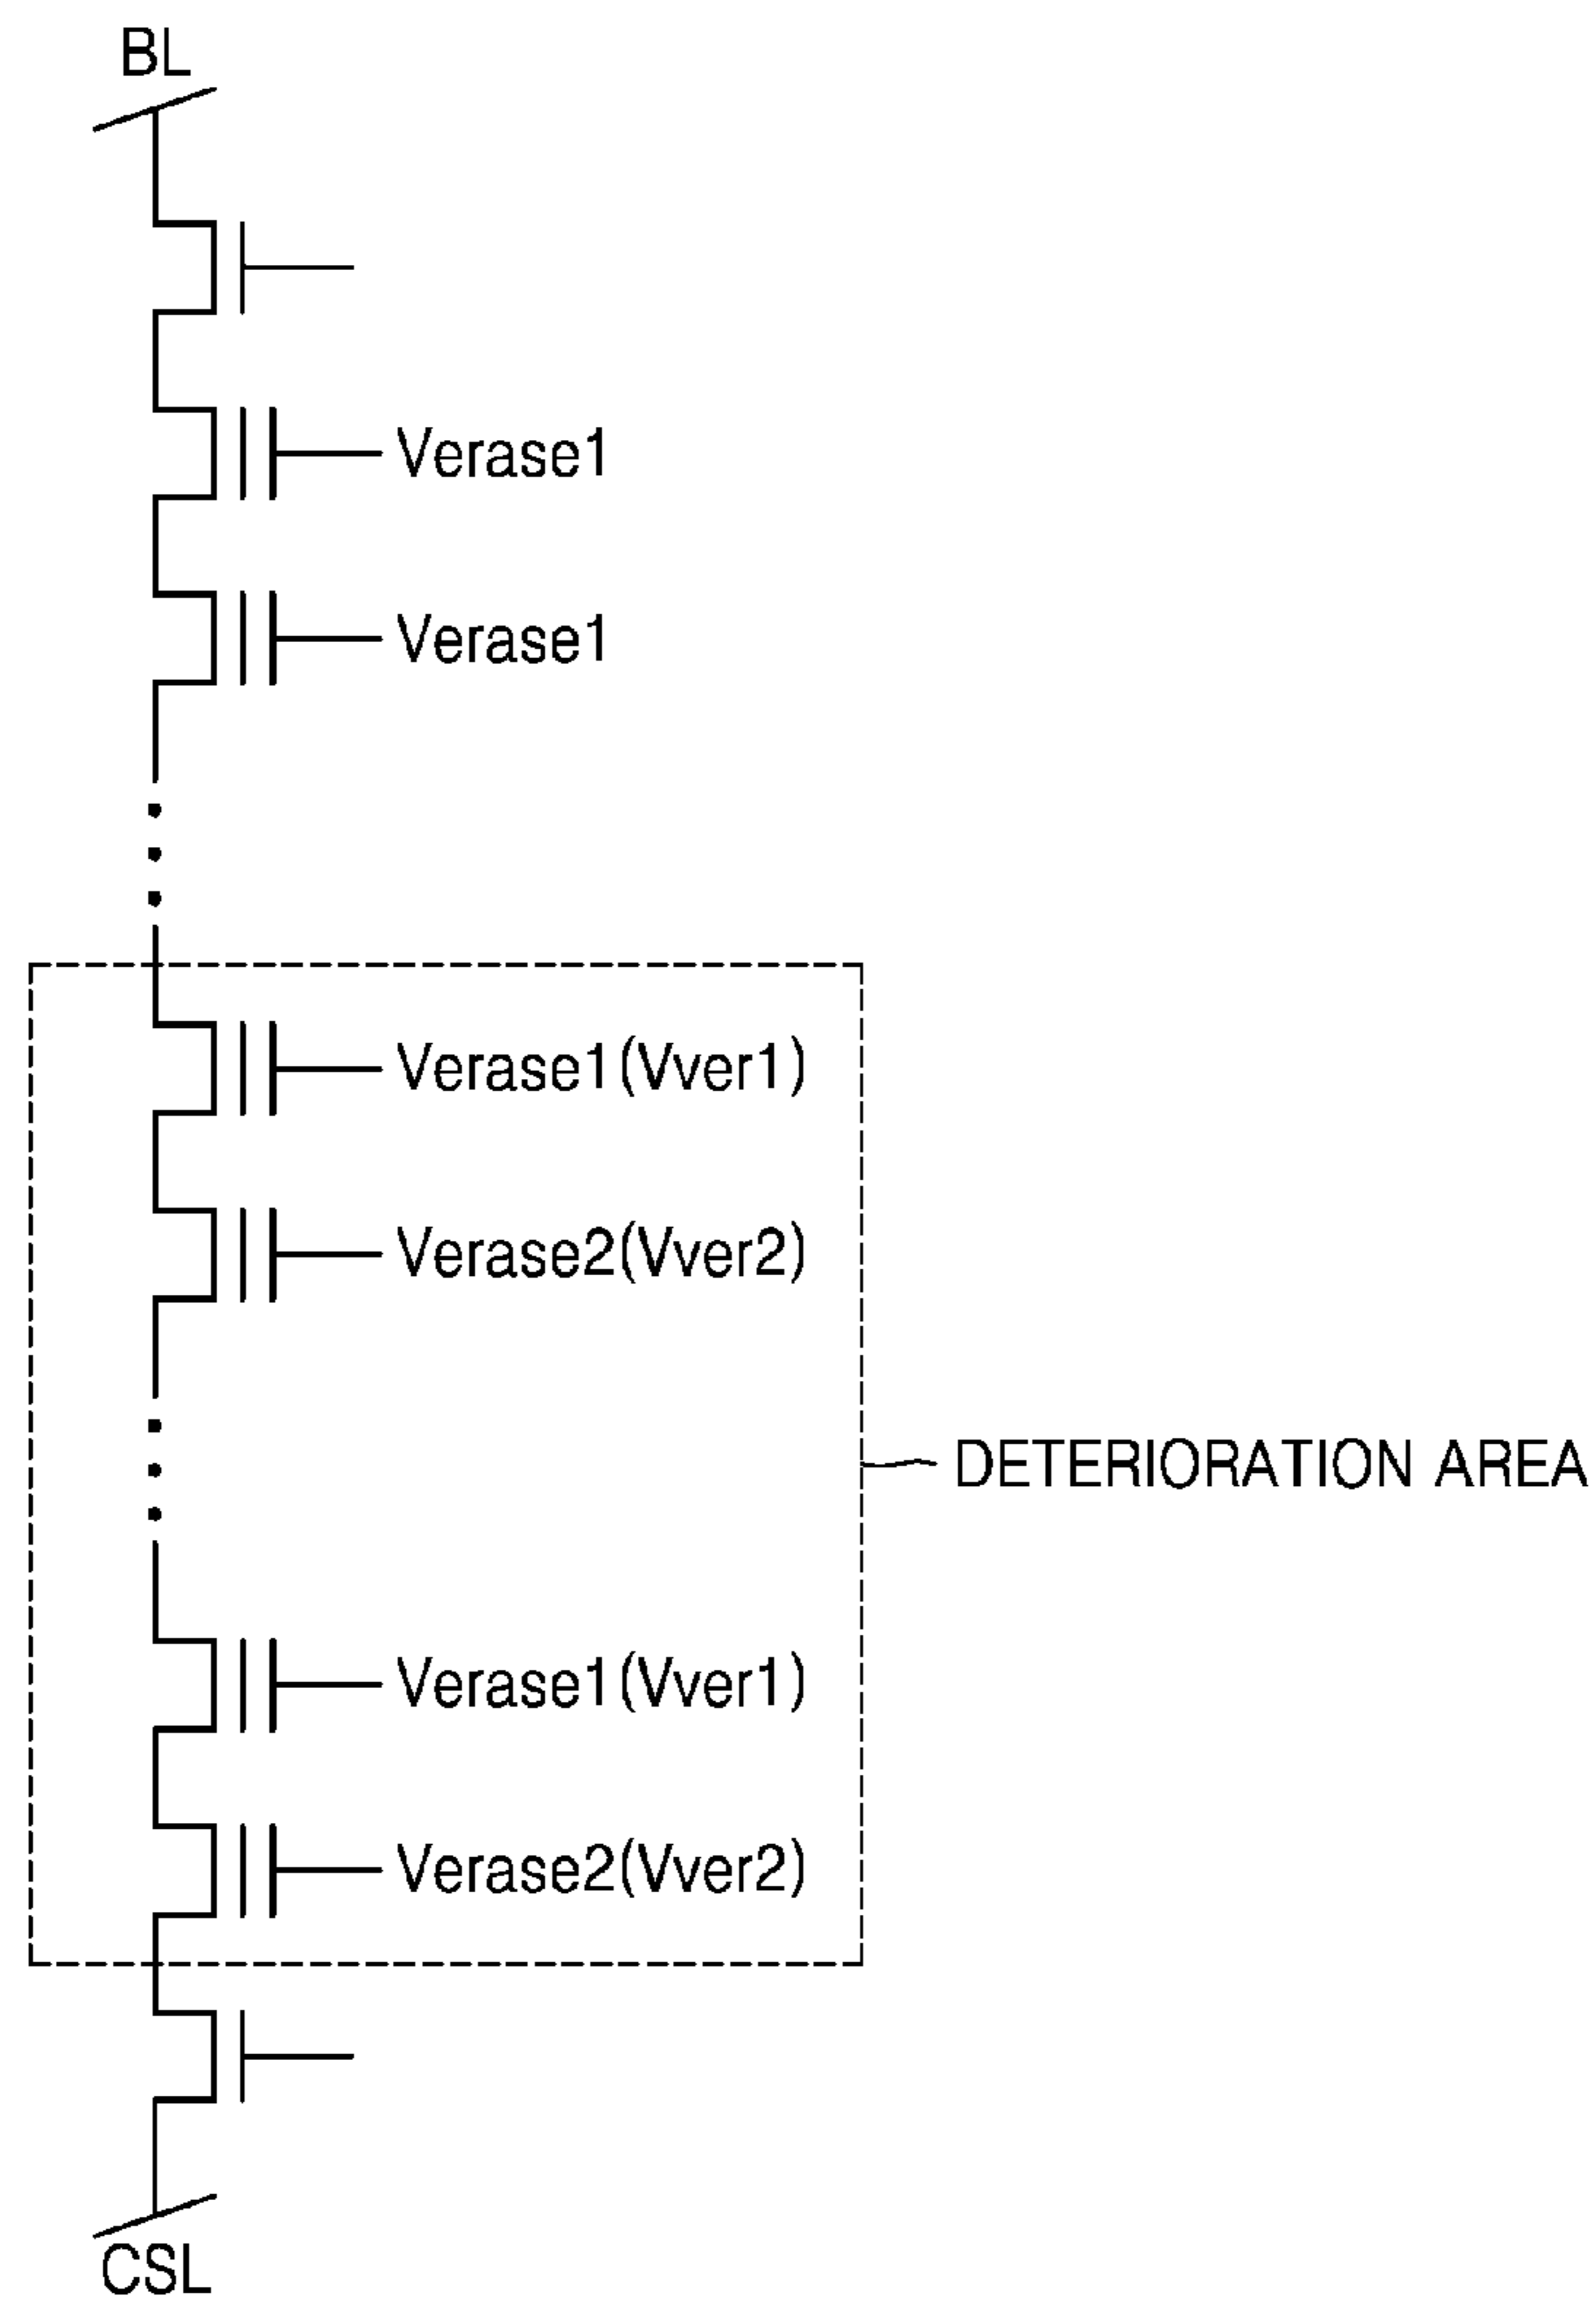 BL
Verase1
Verase1
Verase1(Vver1)
Verase2(Vver2)
DETERIORATION AREA
Verase1(Vver1)
Verase2(Vver2)
CSL